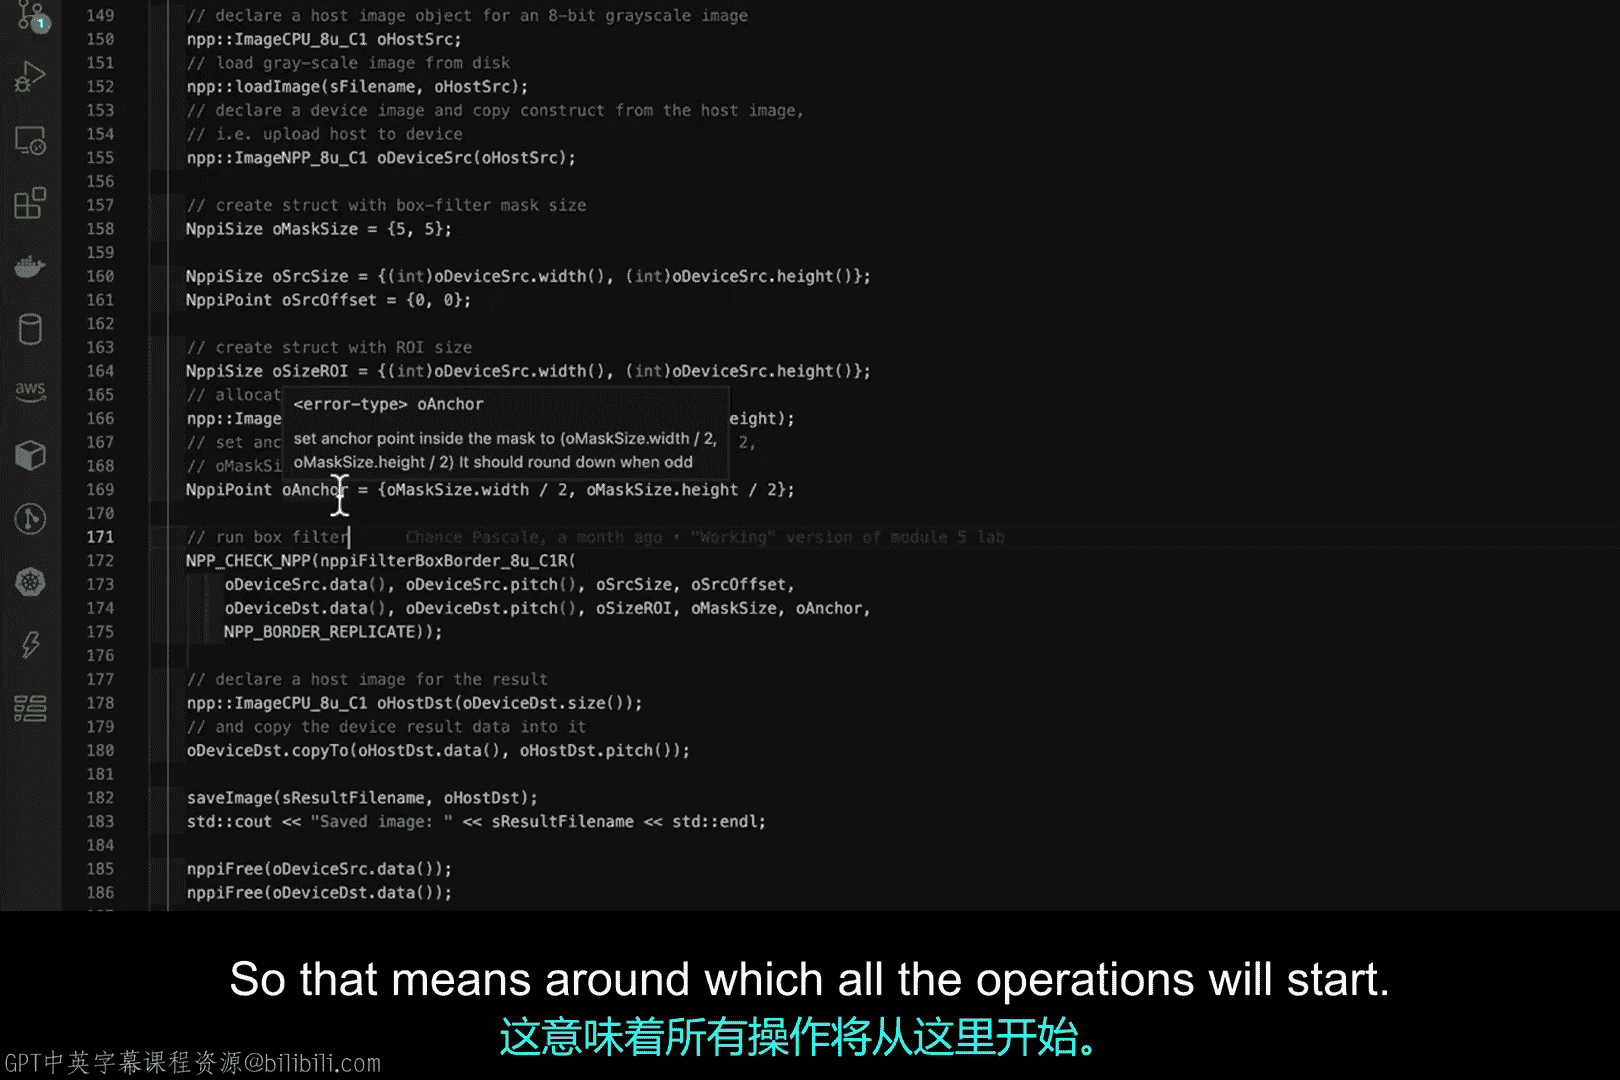 149 // declare a host image object for an 8-bit grayscale image
150 npp::ImageCPU_8u_C1 oHostSrc;
151 // load gray-scale image from disk
152 npp::loadImage(sFilename, oHostSrc);
153 // declare a device image and copy construct from the host image,
154 // i.e. upload host to device
155 npp::ImageNPP_8u_C1 oDeviceSrc(oHostSrc);
156
157 // create struct with box-filter mask size
158 NppiSize oMaskSize = {5, 5};
159
160 NppiSize oSrcSize = {(int)oDeviceSrc.width(), (int)oDeviceSrc.height()};
161 NppiPoint oSrcOffset = {0, 0};
162
163 // create struct with ROI size
164 NppiSize oSizeROI = {(int)oDeviceSrc.width(), (int)oDeviceSrc.height()};
165 // allocat
<error-type> oAnchor
166 npp::Image eight);
set anchor point inside the mask to (oMaskSize.width / 2,
167 // set anc 2,
oMaskSize.height / 2) It should round down when odd
168 // oMaskSi
169 NppiPoint oAnchor = {oMaskSize.width / 2, oMaskSize.height / 2};
170
171 // run box filter Chance Pascale, a month ago • "Working" version of module 5 lab
172 NPP_CHECK_NPP(nppiFilterBoxBorder_8u_C1R(
173 oDeviceSrc.data(), oDeviceSrc.pitch(), oSrcSize, oSrcOffset,
174 oDeviceDst.data(), oDeviceDst.pitch(), oSizeROI, oMaskSize, oAnchor,
175 NPP_BORDER_REPLICATE));
176
177 // declare a host image for the result
178 npp::ImageCPU_8u_C1 oHostDst(oDeviceDst.size());
179 // and copy the device result data into it
180 oDeviceDst.copyTo(oHostDst.data(), oHostDst.pitch());
181
182 saveImage(sResultFilename, oHostDst);
183 std::cout << "Saved image: " << sResultFilename << std::endl;
184
185 nppiFree(oDeviceSrc.data());
186 nppiFree(oDeviceDst.data());
1
aws
So that means around which all the operations will start.
这意味着所有操作将从这里开始。
GPT中英字幕课程资源@bilibili.com